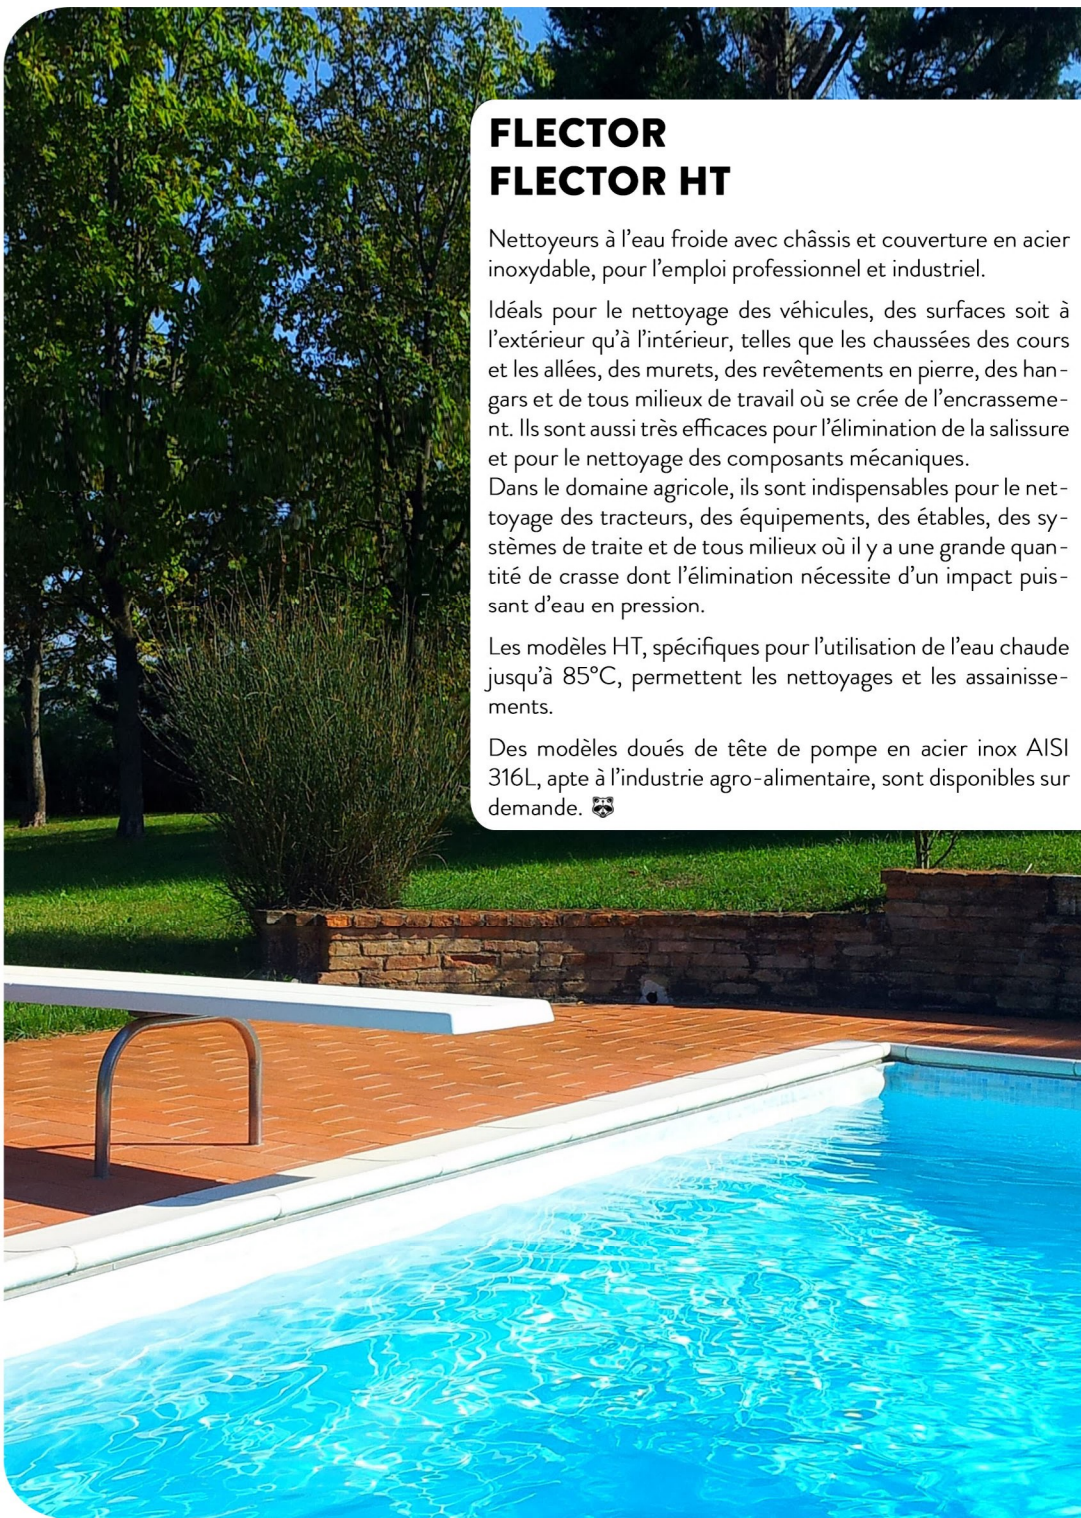 FLECTOR
FLECTOR HT
Nettoyeurs à l'eau froide avec châssis et couverture en acier
inoxydable, pour l'emploi professionnel et industriel.
Idéals pour le nettoyage des véhicules, des surfaces soit à
l'extérieur qu'à l'intérieur, telles que les chaussées des cours
et les allées, des murets, des revêtements en pierre, des han-
gars et de tous milieux de travail où se crée de l'encrasseme-
nt. Ils sont aussi très efficaces pour l'élimination de la salissure
et pour le nettoyage des composants mécaniques.
Dans le domaine agricole, ils sont indispensables pour le net-
toyage des tracteurs, des équipements, des étables, des sy-
stèmes de traite et de tous milieux où il y a une grande quan-
tité de crasse dont l'élimination nécessite d'un impact puis-
sant d'eau en pression.
Les modèles HT, spécifiques pour l'utilisation de l'eau chaude
jusqu'à 85°C, permettent les nettoyages et les assainisse-
ments.
Des modèles doués de tête de pompe en acier inox AISI
316L, apte à l'industrie agro-alimentaire, sont disponibles sur
demande.